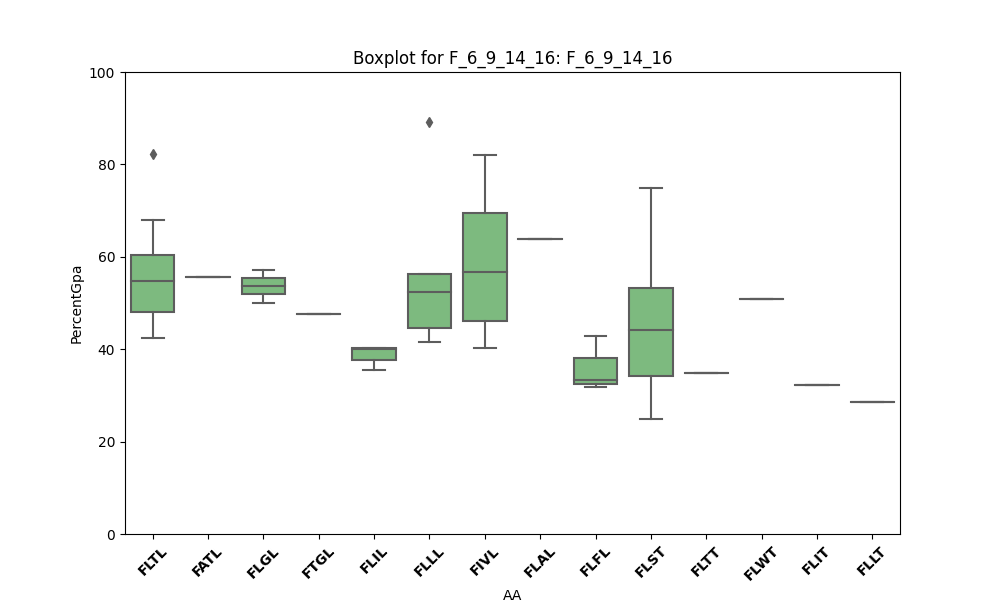 Boxplot for F_6_9_14_16: F_6_9_14_16
100
80
60
40
20
0
PercentGpa
FLTL
FATL
FLGL
FTGL
FLIL
FLLL
FIVL
FLAL
FLFL
FLST
FLTT
FLWT
FLIT
FLLT
AA